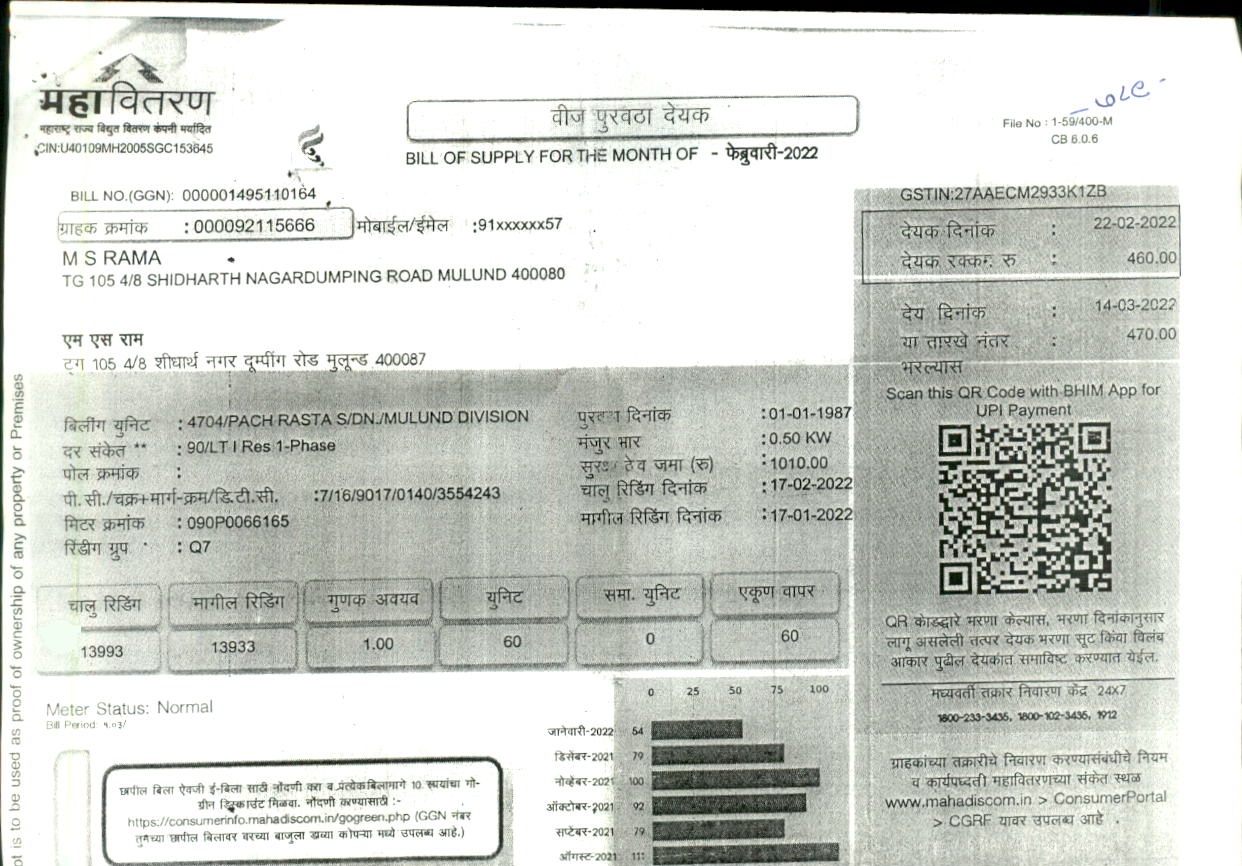 महावितरण
महाराष्ट्र राज्य विद्युत वितरण कंपनी मर्यादित
CIN:U40109MH2005SGC153645
वीज पुरवठा देयक
BILL OF SUPPLY FOR THE MONTH OF - फेब्रुवारी-2022
File No : 1-59/400-M
CB 6.0.6
BILL NO.(GGN): 000001495110164
ग्राहक क्रमांक :000092115666 मोबाईल/ईमेल :91xxxxxx57
M S RAMA
TG 105 4/8 SHIDHARTH NAGARDUMPING ROAD MULUND 400080
एम एस राम
टग 105 4/8 शीधार्थ नगर दूम्पींग रोड मुलून्ड 400087
GSTIN:27AAECM2933K1ZB
देयक दिनांक : 22-02-2022
देयक रक्कम रु : 460.00
देय दिनांक : 14-03-2022
या तारखे नंतर : 470.00
भरल्यास
Scan this QR Code with BHIM App for
UPI Payment
बिलींग युनिट : 4704/PACH RASTA S/DN./MULUND DIVISION
दर संकेत ** : 90/LT I Res 1-Phase
पोल क्रमांक :
पी.सी./चक्र+मार्ग-क्रम/डि.टी.सी. :7/16/9017/0140/3554243
मिटर क्रमांक : 090P0066165
रिडींग ग्रुप : Q7
पुरवठा दिनांक :01-01-1987
मंजुर भार :0.50 KW
सुरक्षा ठेव जमा (रु) :1010.00
चालु रिडिंग दिनांक :17-02-2022
मागील रिडिंग दिनांक :17-01-2022
चालु रिडिंग मागील रिडिंग गुणक अवयव युनिट समा. युनिट एकूण वापर
13993 13933 1.00 60 0 60
QR कोडद्वारे भरणा केल्यास, भरणा दिनांकानुसार
लागू असलेली तत्पर देयक भरणा सूट किंवा विलंब
आकार पुढील देयकात समाविष्ट करण्यात येईल.
मध्यवर्ती तक्रार निवारण केंद्र 24X7
1800-233-3435, 1800-102-3435, 1912
ग्राहकांच्या तक्रारीचे निवारण करण्यासंबंधीचे नियम
व कार्यपध्दती महावितरणच्या संकेत स्थळ
www.mahadiscom.in > ConsumerPortal
> CGRF यावर उपलब्ध आहे .
Meter Status: Normal
Bill Period: १.०३/
छापील बिला ऐवजी ई-बिला साठी नोंदणी करा व प्रत्येकबिलामागे 10 रुपयांचा गो-
ग्रीन डिस्काउंट मिळवा. नोंदणी करण्यासाठी :-
https://consumerinfo.mahadiscom.in/gogreen.php (GGN नंबर
तुमच्या छापील बिलावर वरच्या बाजुला डाव्या कोपऱ्या मध्ये उपलब्ध आहे.)
0 25 50 75 100
जानेवारी-2022 54
डिसेंबर-2021 79
नोव्हेंबर-2021 100
ऑक्टोबर-2021 92
सप्टेंबर-2021 79
ऑगस्ट-2021 111
pt is to be used as proof of ownership of any property or Premises